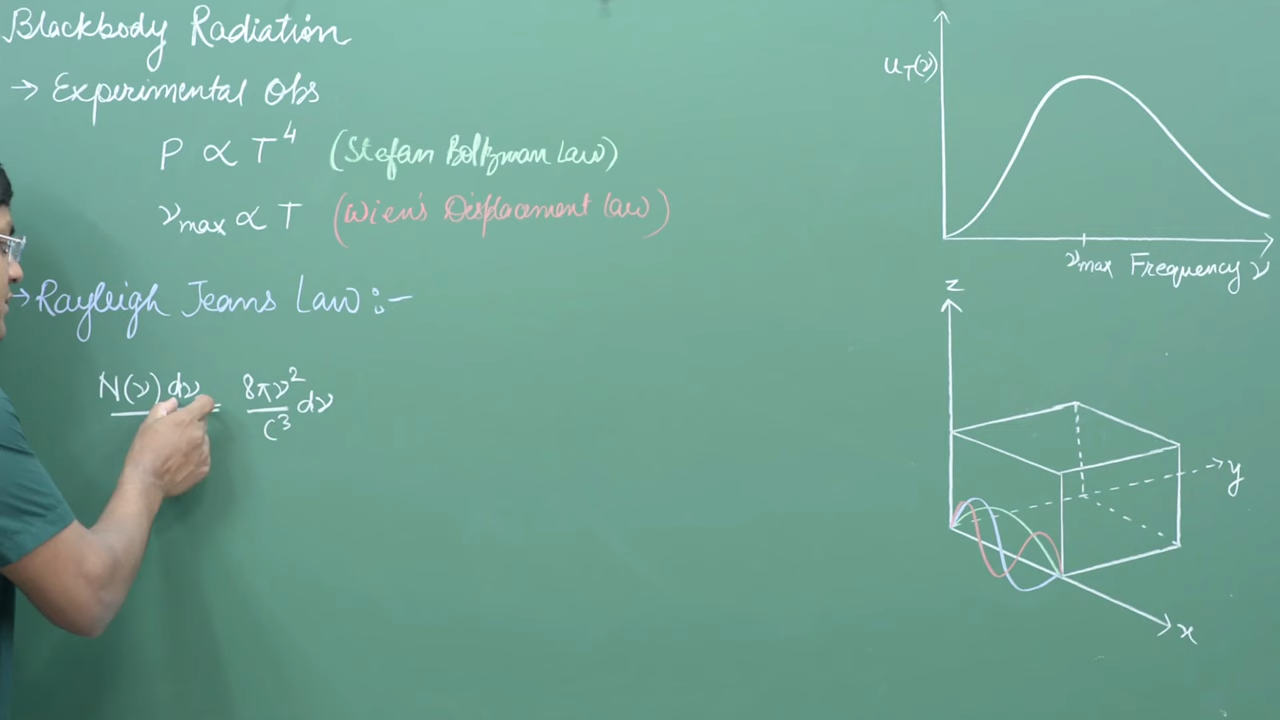 Blackbody Radiation
→ Experimental Obs
P ∝ T⁴ (Stefan Boltzman Law)
ν_max ∝ T (Wien's Displacement Law)
→ Rayleigh Jeans Law :-
N(ν) dν = 8πν²/C³ dν
u_T(ν)
ν_max Frequency ν
z
y
x